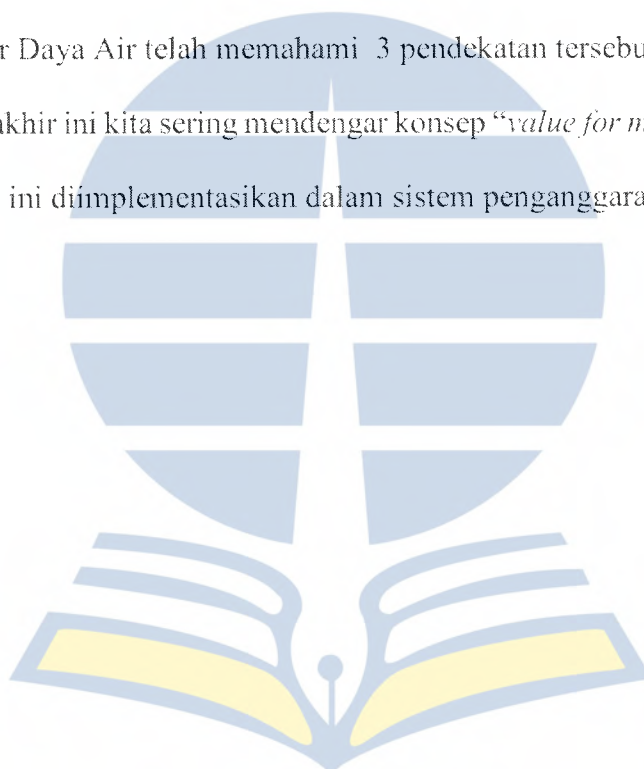 r Daya Air telah memahami 3 pendekatan tersebu
akhir ini kita sering mendengar konsep “value for m
ini diimplementasikan dalam sistem penganggara